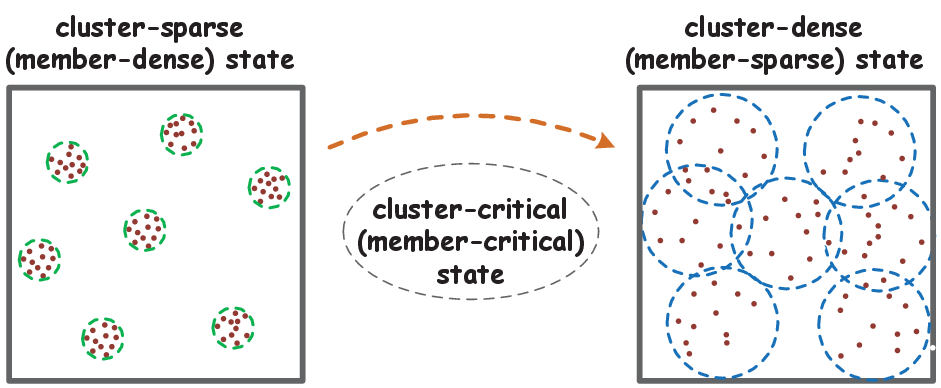 cluster-sparse
(member-dense) state
cluster-critical
(member-critical)
state
cluster-dense
(member-sparse) state